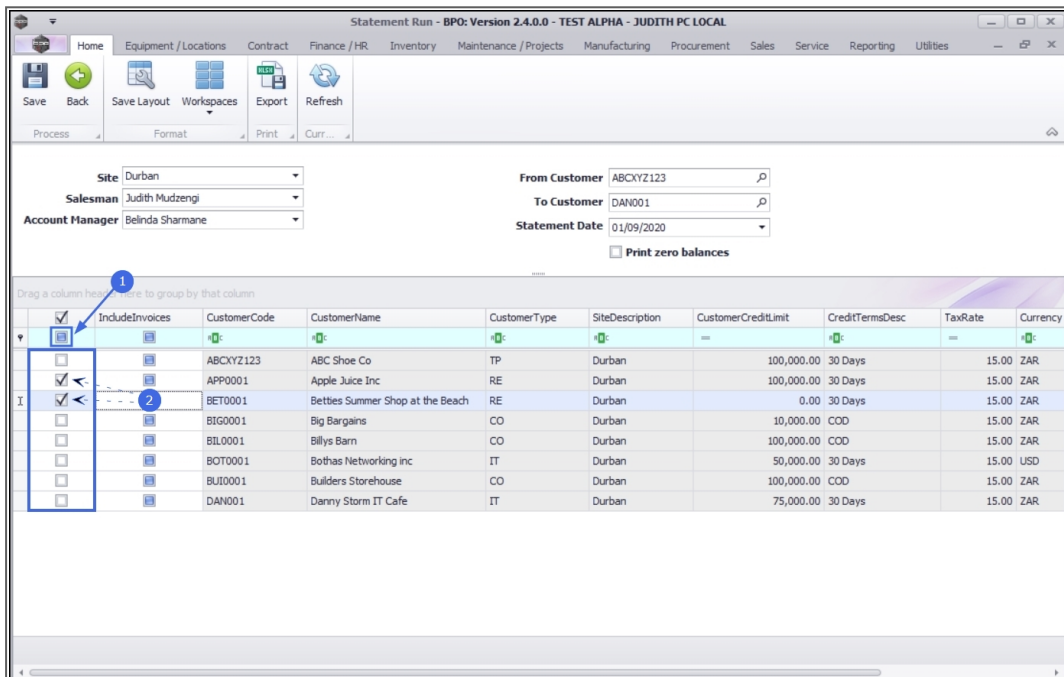 Statement Run - BPO: Version 2.4.0.0 - TEST ALPHA - JUDITH PC LOCAL
Home Equipment / Locations Contract Finance / HR Inventory Maintenance / Projects Manufacturing Procurement Sales Service Reporting Utilities
Save Back Save Layout Workspaces Export Refresh
Process Format Print Curr...
Site Durban From Customer ABCXYZ123
Salesman Judith Mudzengi To Customer DAN001
Account Manager Belinda Sharmane Statement Date 01/09/2020
Print zero balances
1
Drag a column header here to group by that column
IncludeInvoices CustomerCode CustomerName CustomerType SiteDescription CustomerCreditLimit CreditTermsDesc TaxRate Currency
ABCXYZ123 ABC Shoe Co TP Durban 100,000.00 30 Days 15.00 ZAR
APP0001 Apple Juice Inc RE Durban 100,000.00 30 Days 15.00 ZAR
2 BET0001 Betties Summer Shop at the Beach RE Durban 0.00 30 Days 15.00 ZAR
BIG0001 Big Bargains CO Durban 10,000.00 COD 15.00 ZAR
BIL0001 Billys Barn CO Durban 100,000.00 COD 15.00 ZAR
BOT0001 Bothas Networking inc IT Durban 50,000.00 30 Days 15.00 USD
BUI0001 Builders Storehouse CO Durban 100,000.00 COD 15.00 ZAR
DAN001 Danny Storm IT Cafe IT Durban 75,000.00 30 Days 15.00 ZAR